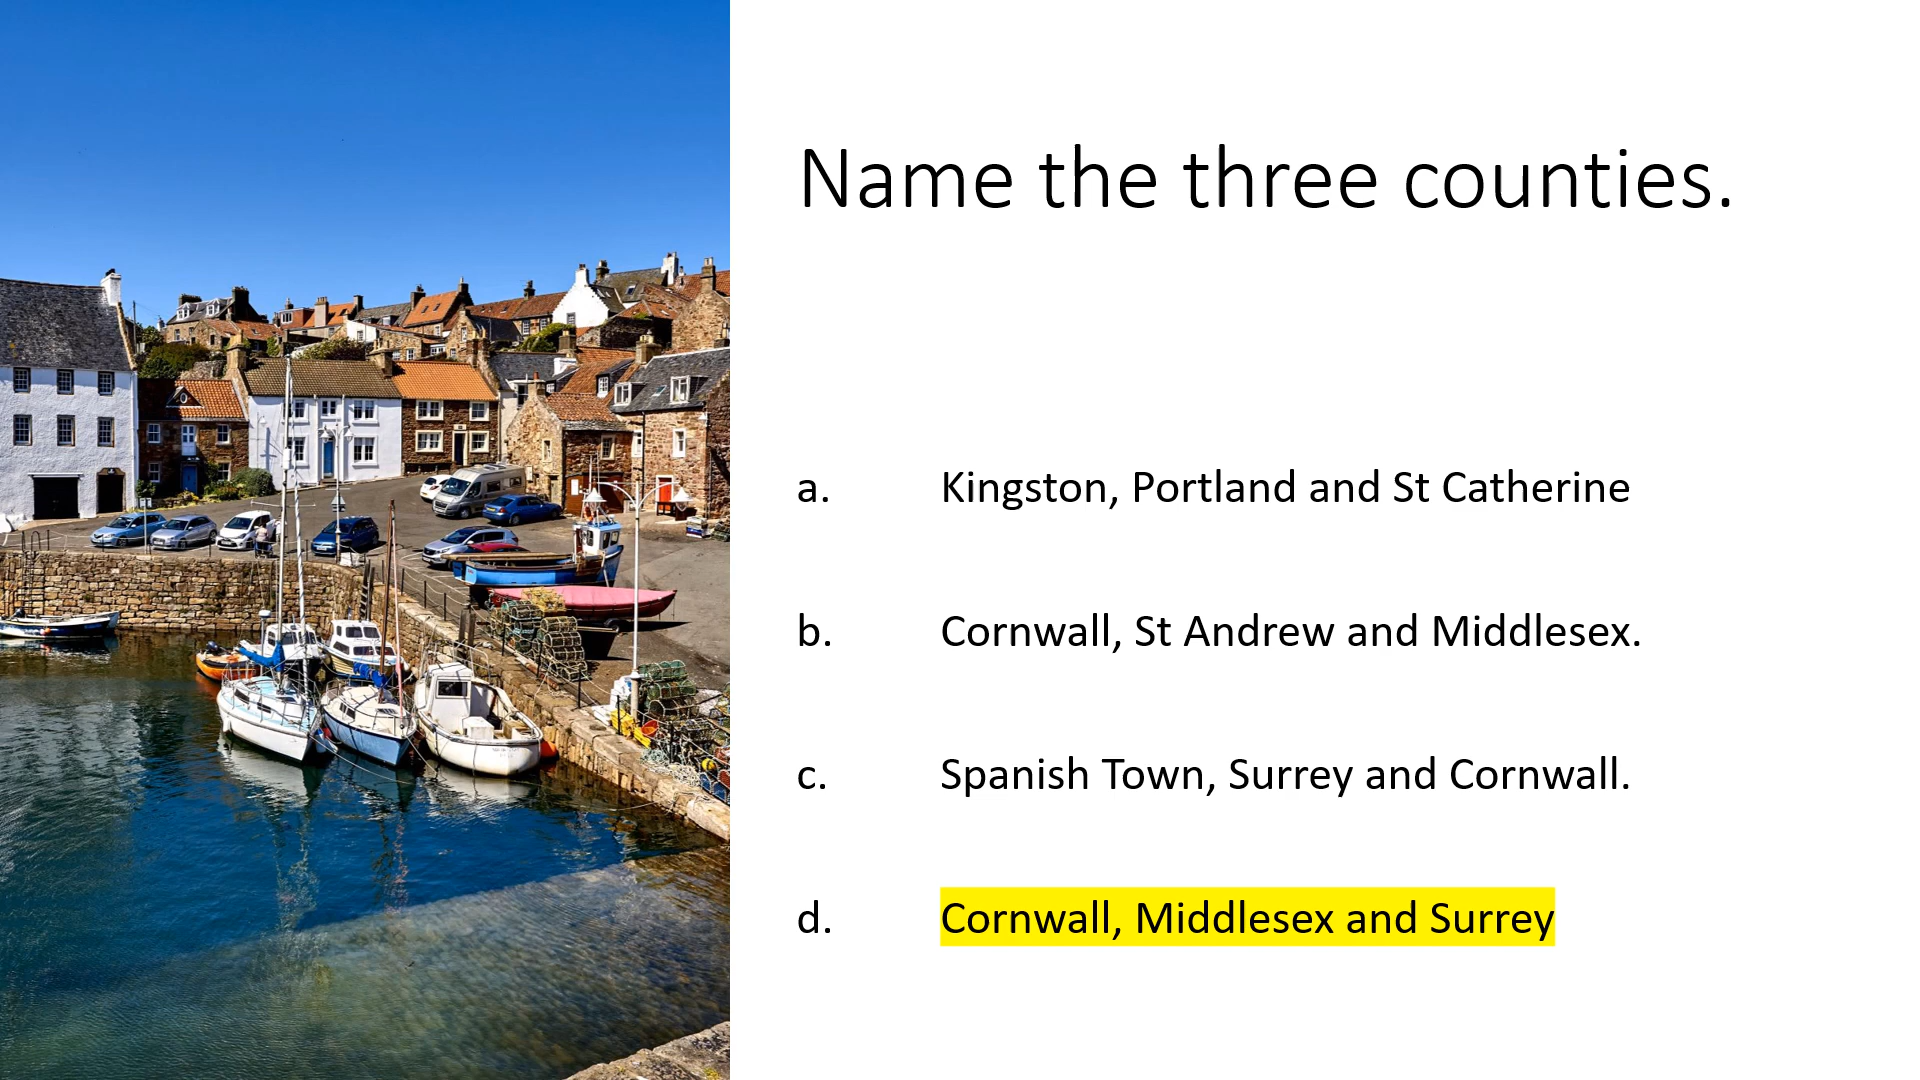 Name the three counties.
a. Kingston, Portland and St Catherine
b. Cornwall, St Andrew and Middlesex.
c. Spanish Town, Surrey and Cornwall.
d. Cornwall, Middlesex and Surrey